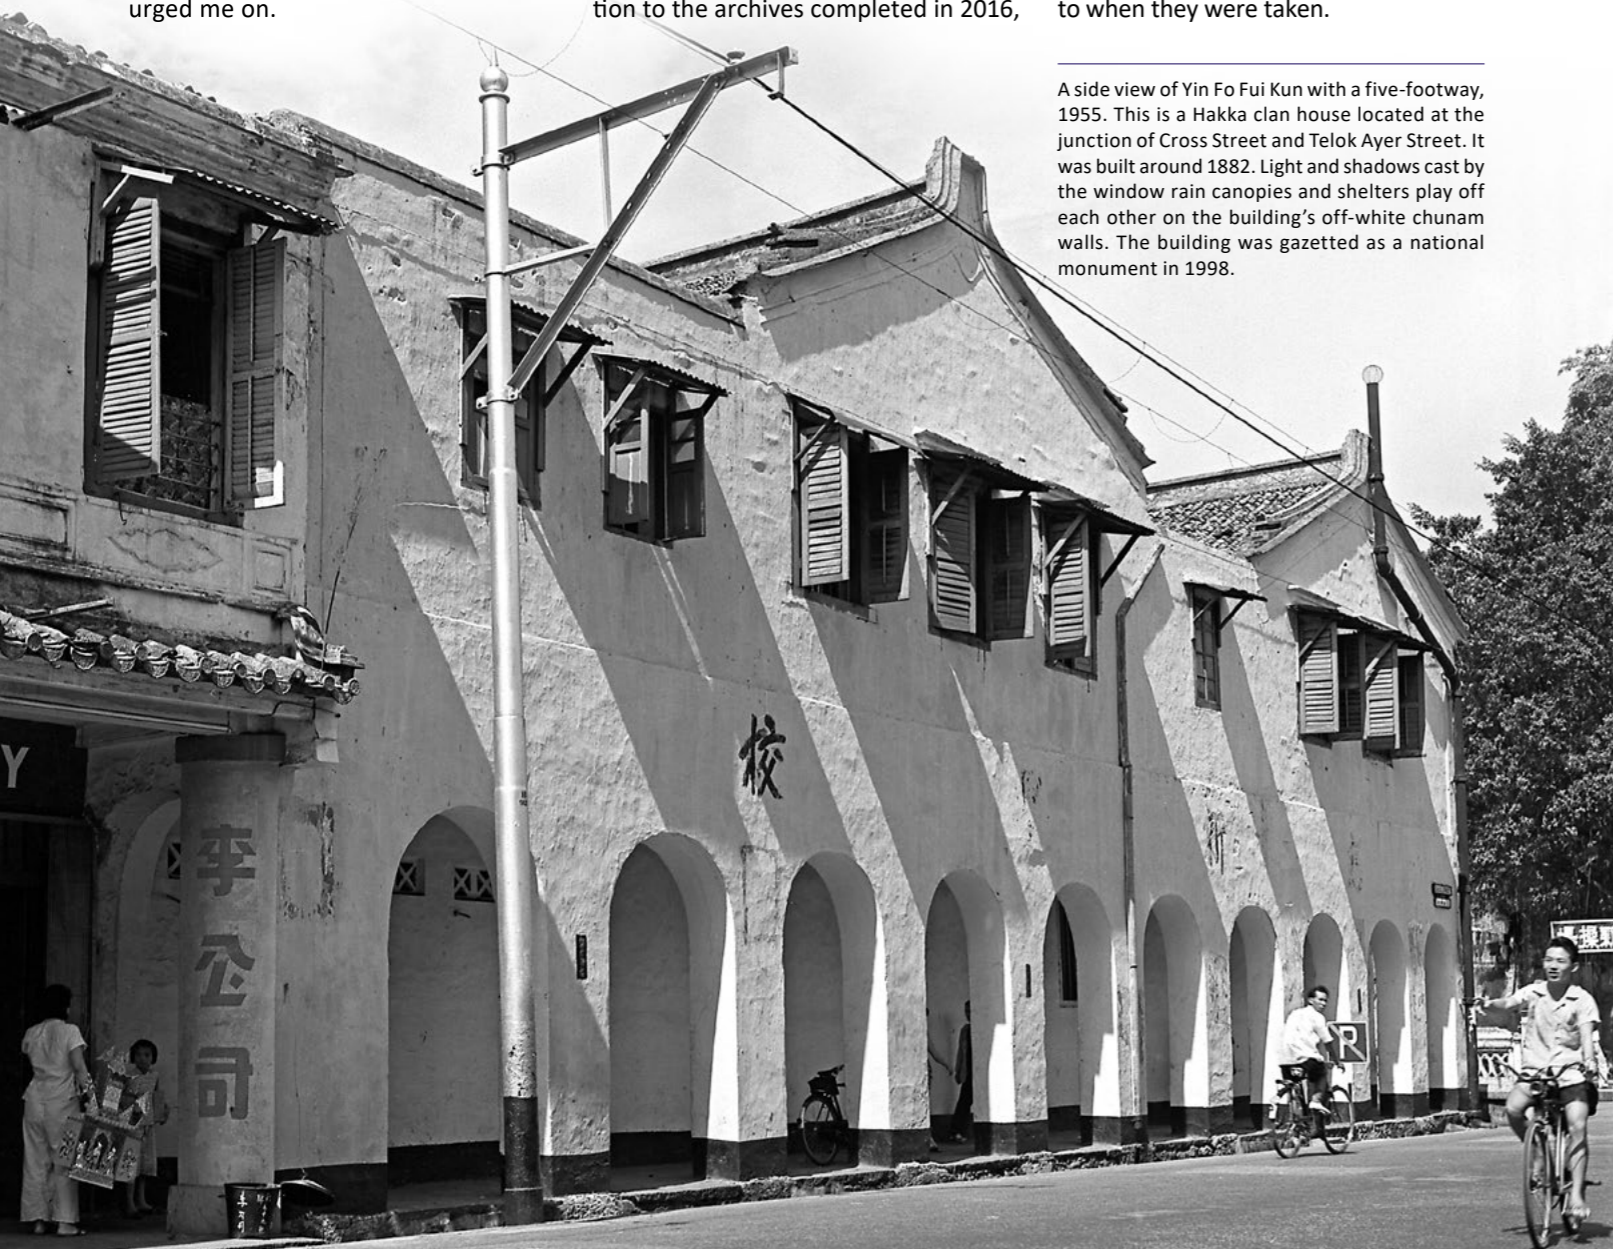 urged me on.
tion to the archives completed in 2016,
to when they were taken.
A side view of Yin Fo Fui Kun with a five-footway,
1955. This is a Hakka clan house located at the
junction of Cross Street and Telok Ayer Street. It
was built around 1882. Light and shadows cast by
the window rain canopies and shelters play off
each other on the building’s off-white chunam
walls. The building was gazetted as a national
monument in 1998.
校
Y
李
公
司
P